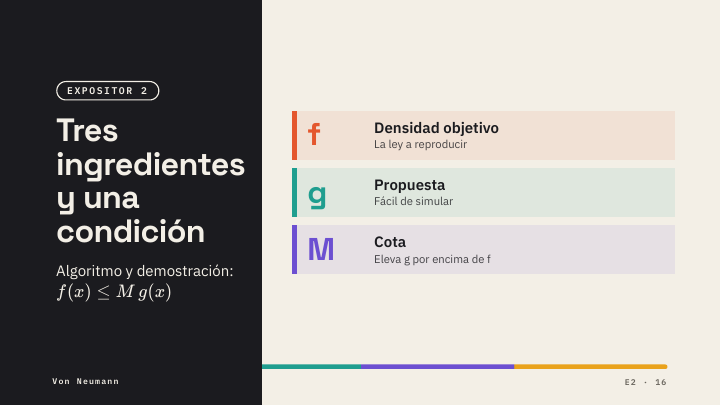 EXPOSITOR 2
Tres
ingredientes
y una
condición
Algoritmo y demostración:
f(x) ≤ M g(x)
f
Densidad objetivo
La ley a reproducir
g
Propuesta
Fácil de simular
M
Cota
Eleva g por encima de f
Von Neumann
E2 · 16